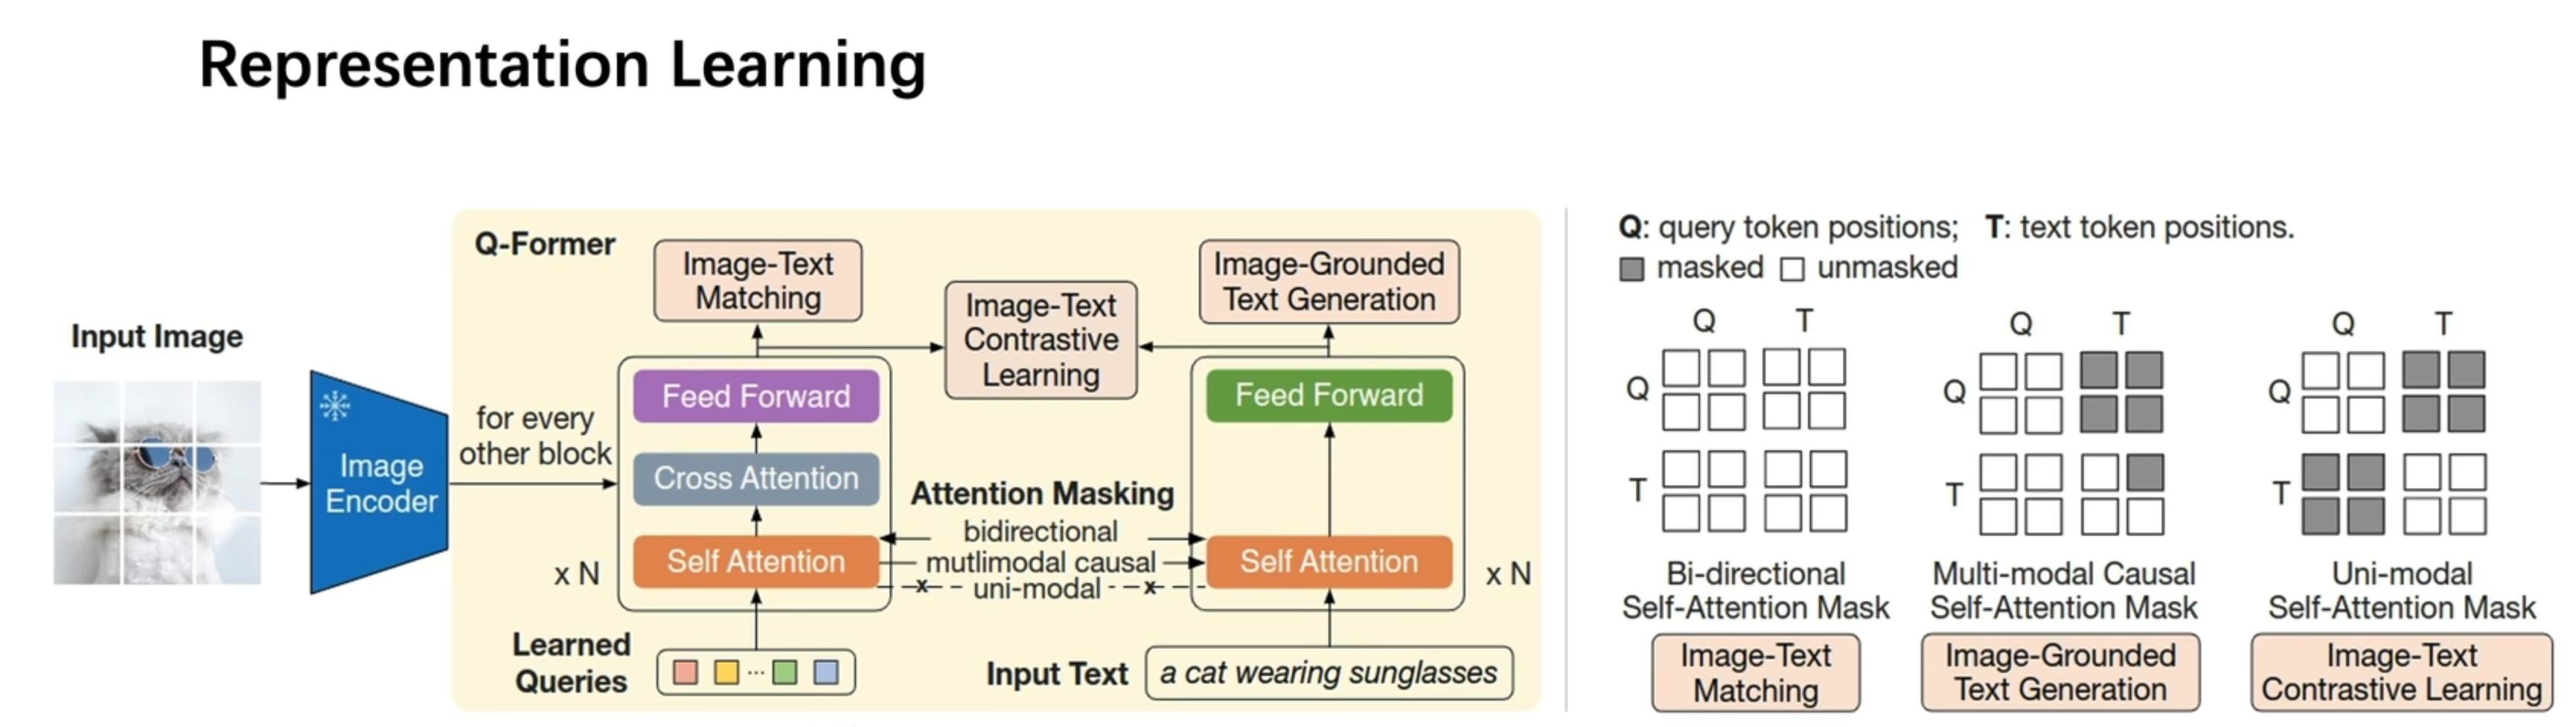 Representation Learning
Q-Former
Image-Text
Matching
Image-Text
Contrastive
Learning
Image-Grounded
Text Generation
Input Image
Image
Encoder
for every
other block
Feed Forward
Cross Attention
Self Attention
x N
Attention Masking
bidirectional
mutlimodal causal
-x- - uni-modal - -x-
Feed Forward
Self Attention
x N
Learned
Queries
...
Input Text
a cat wearing sunglasses
Q: query token positions; T: text token positions.
masked unmasked
Q T
Q
T
Bi-directional
Self-Attention Mask
Image-Text
Matching
Q T
Q
T
Multi-modal Causal
Self-Attention Mask
Image-Grounded
Text Generation
Q T
Q
T
Uni-modal
Self-Attention Mask
Image-Text
Contrastive Learning